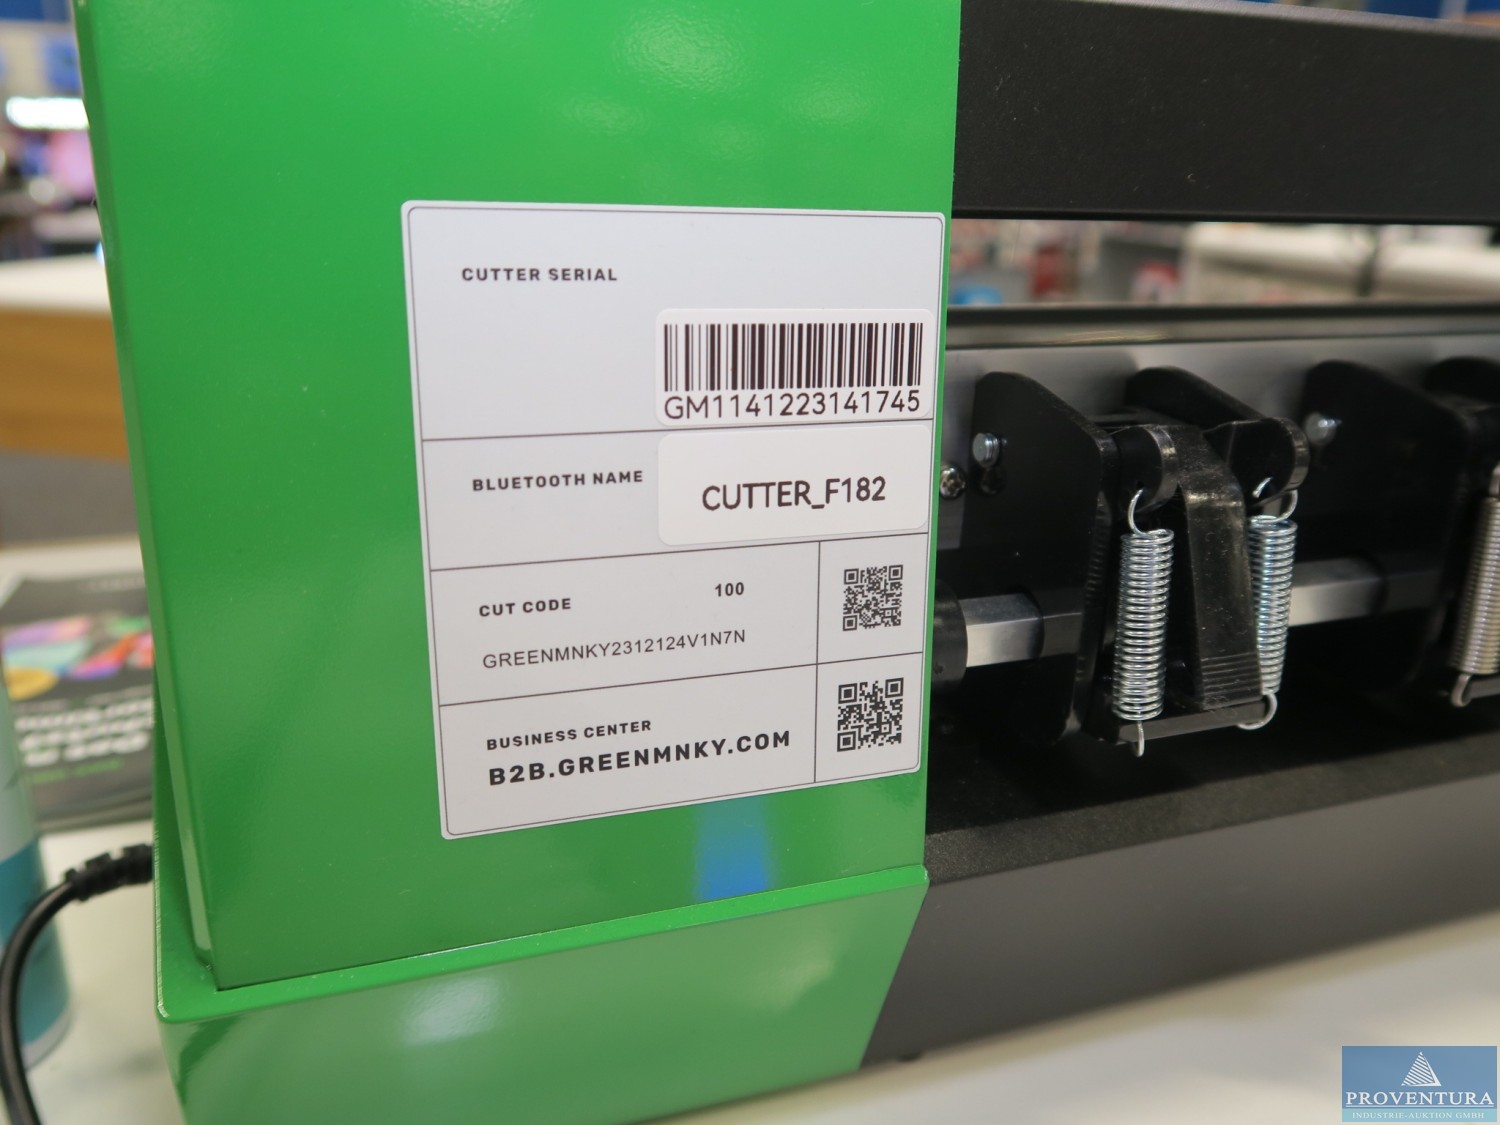 CUTTER SERIAL
GM1141223141745
BLUETOOTH NAME
CUTTER_F182
CUT CODE
100
GREENMNKY2312124V1N7N
BUSINESS CENTER
B2B.GREENMNKY.COM
PROVENTURA
INDUSTRIE-AUKTION GMBH